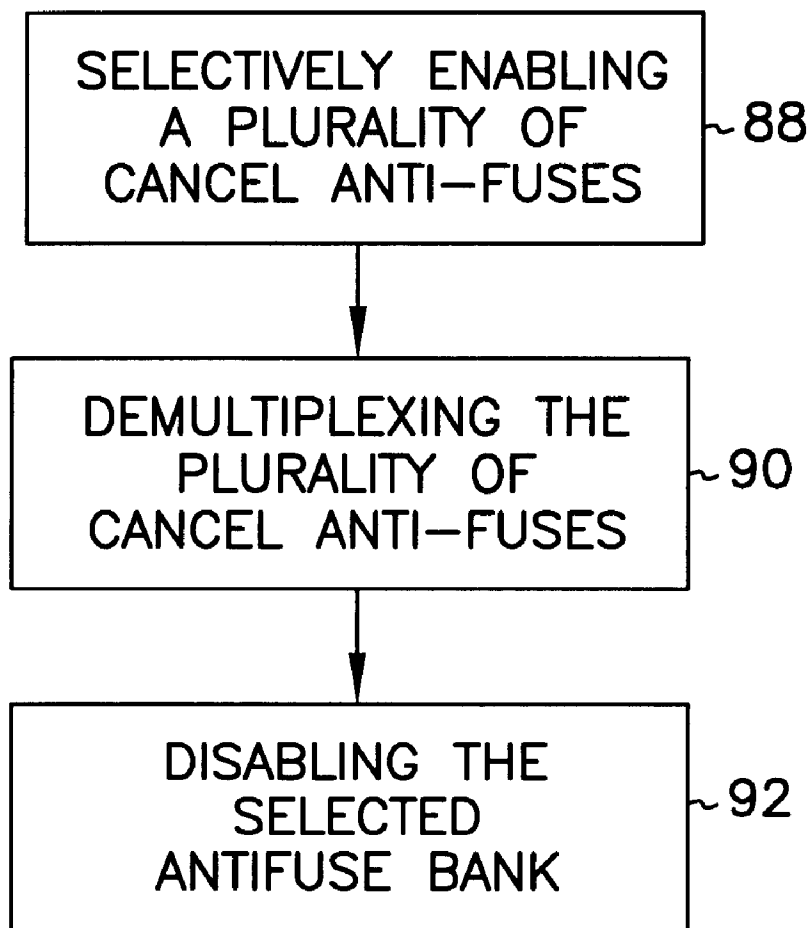 SELECTIVELY ENABLING
A PLURALITY OF
CANCEL ANTI-FUSES
88
DEMULTIPLEXING THE
PLURALITY OF
CANCEL ANTI-FUSES
90
DISABLING THE
SELECTED
ANTIFUSE BANK
92